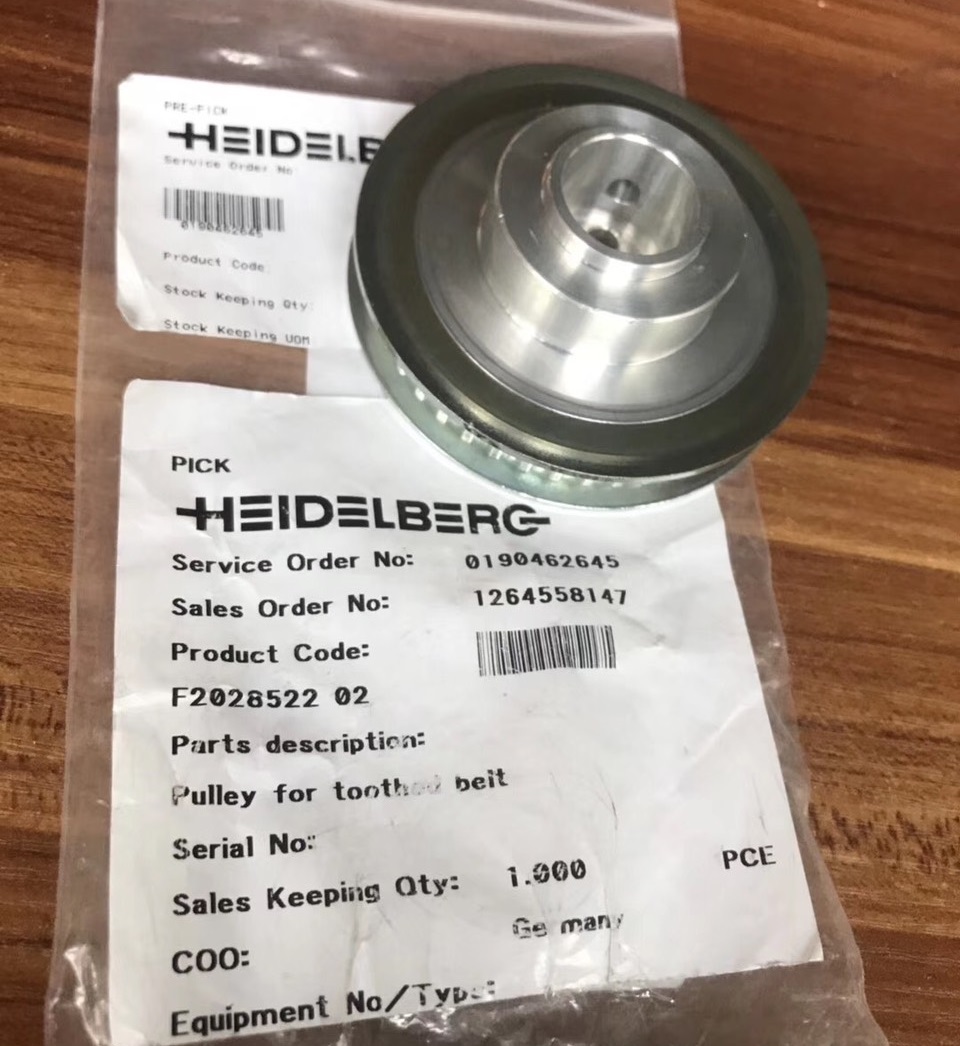 PRE-PICK
HEIDELB
Service Order No
0190462645
Product Code
Stock Keeping Qty:
Stock Keeping UOM
PICK
HEIDELBERG
Service Order No: 0190462645
Sales Order No: 1264558147
Product Code:
F2028522 02
Parts description:
Pulley for toothed belt
Serial No:
Sales Keeping Qty: 1.000 PCE
COO: Germany
Equipment No/Type: